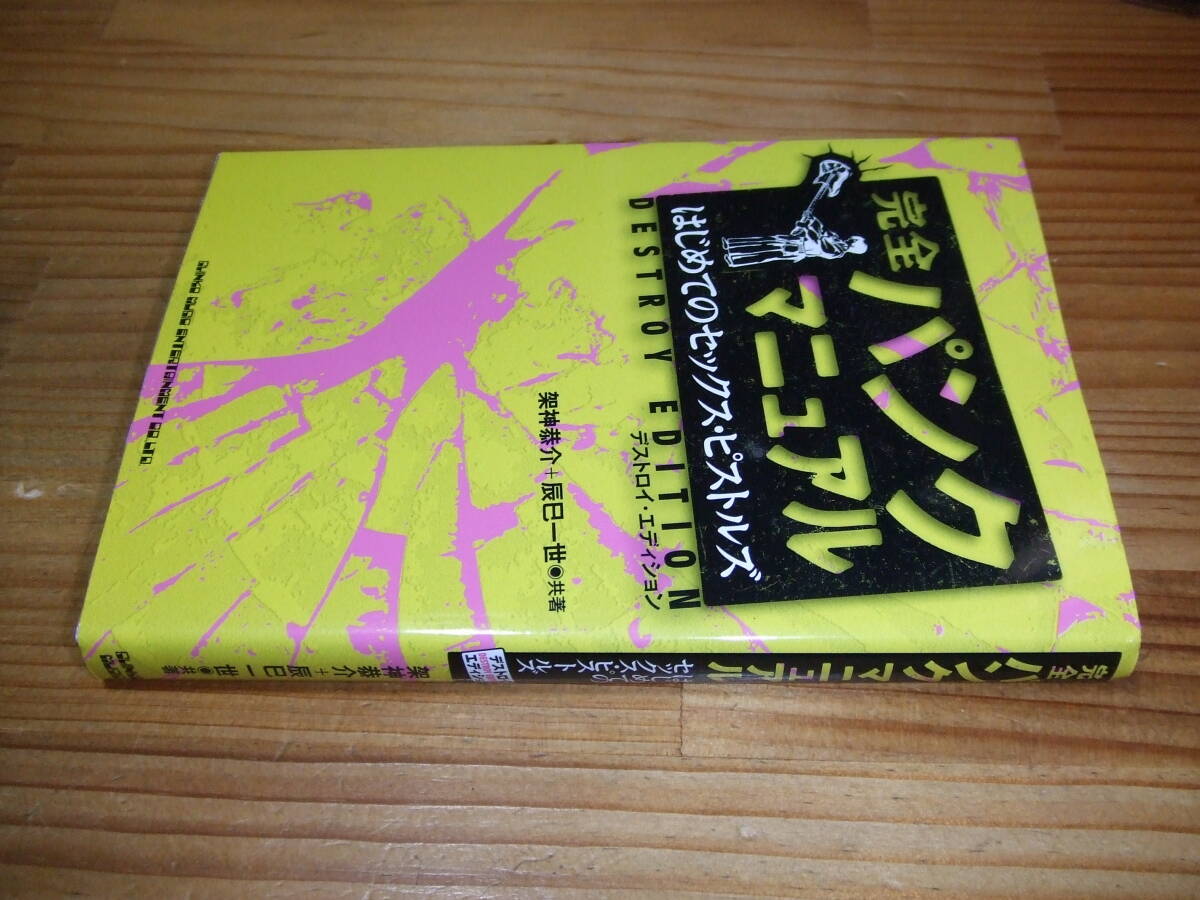 完全
パンク
マニュアル
はじめてのセックス・ピストルズ
DESTROY EDITION
デストロイ・エディション
架神恭介+辰巳一世◉共著
完全パンクマニュアル
はじめての
セックス・ピストルズ
架神恭介+辰巳一世◉共著